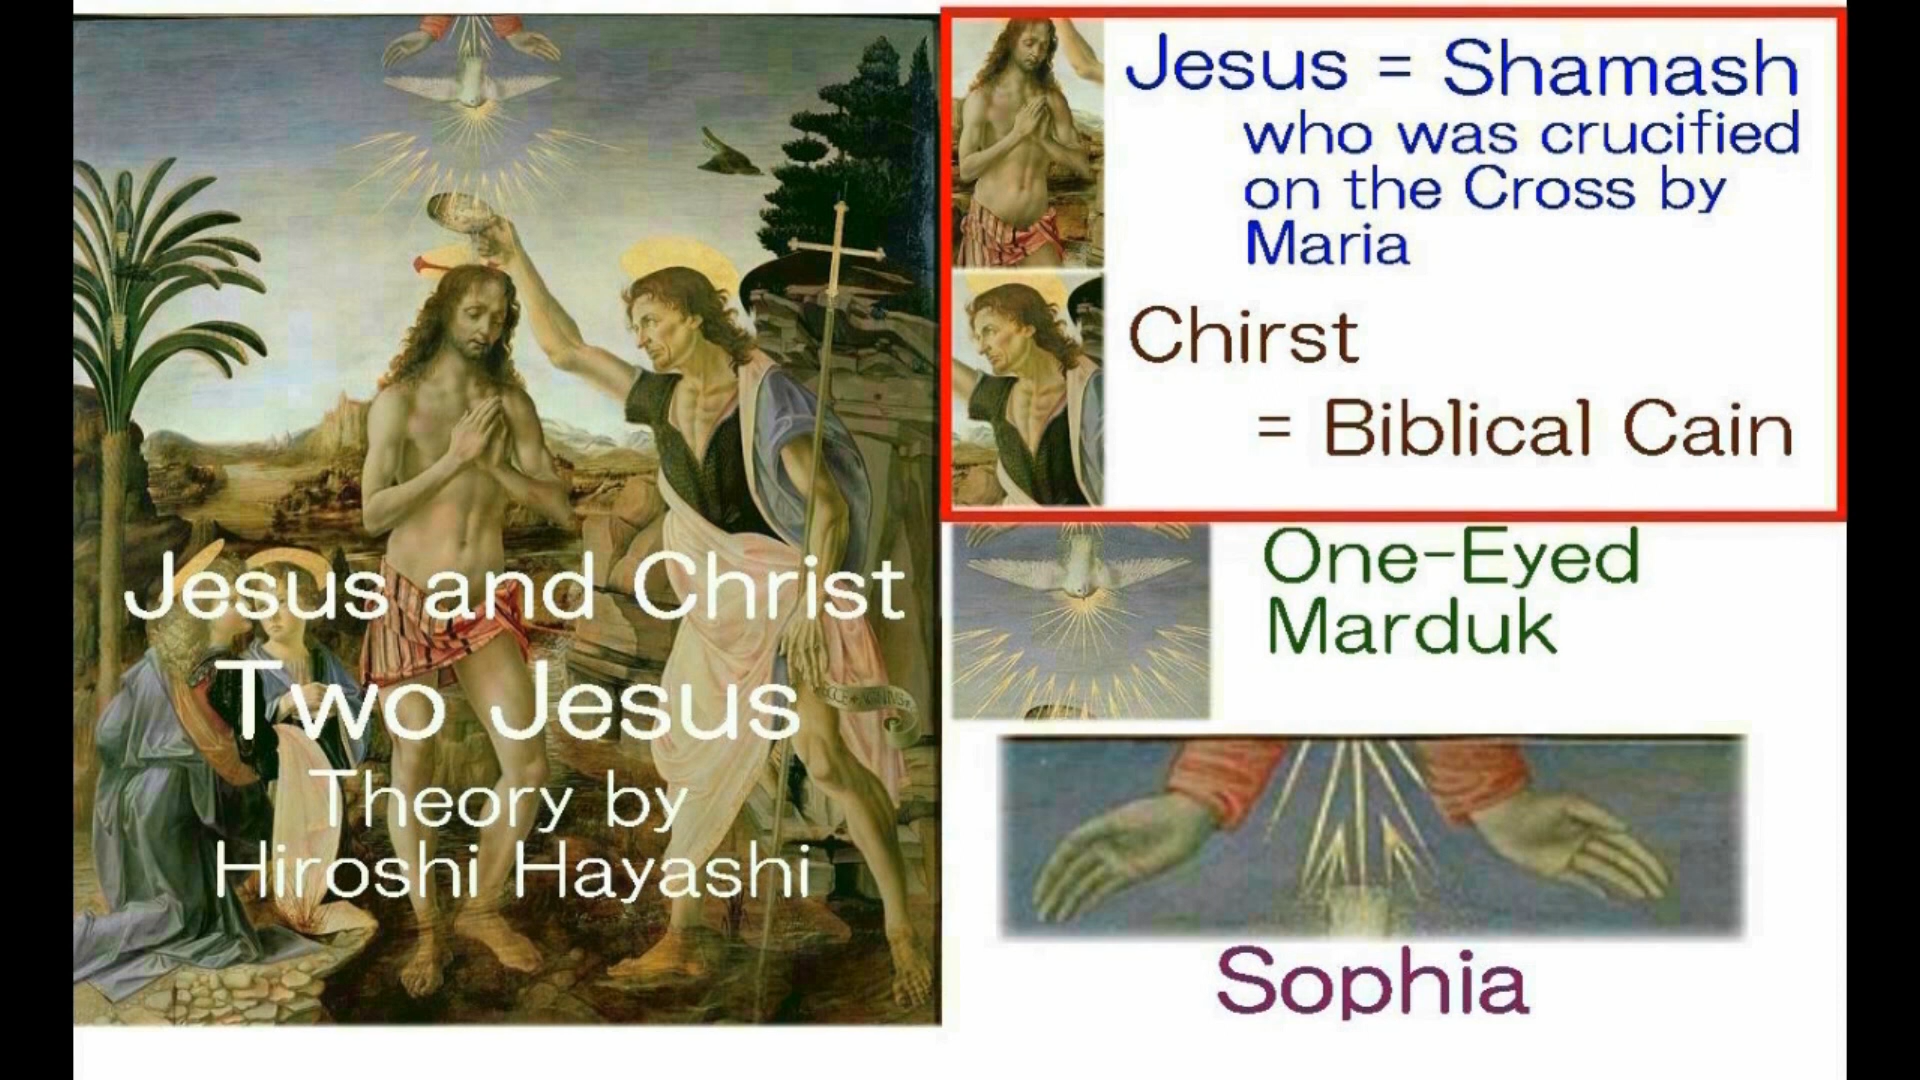 Jesus and Christ
Two Jesus
Theory by
Hiroshi Hayashi
Jesus = Shamash
who was crucified
on the Cross by
Maria
Chirst
= Biblical Cain
One-Eyed
Marduk
Sophia